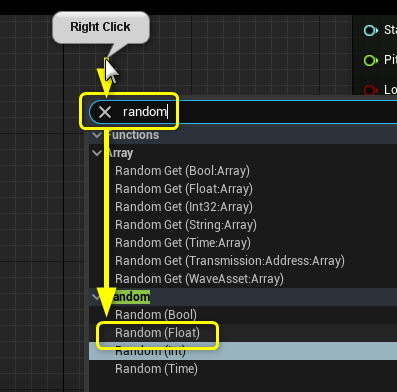 Right Click
Sta
Pit
Lo
random
Functions
Array
Random Get (Bool:Array)
Random Get (Float:Array)
Random Get (Int32:Array)
Random Get (String:Array)
Random Get (Time:Array)
Random Get (Transmission:Address:Array)
Random Get (WaveAsset:Array)
Random
Random (Bool)
Random (Float)
Random (Int)
Random (Time)